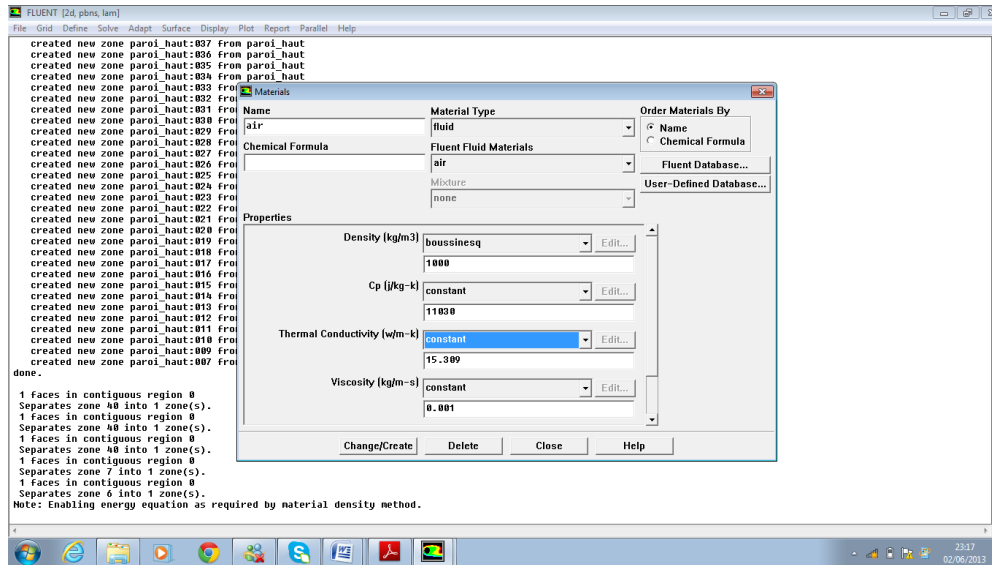 FLUENT [2d, pbns, lam]
File Grid Define Solve Adapt Surface Display Plot Report Parallel Help
created new zone paroi_haut:037 from paroi_haut
created new zone paroi_haut:036 from paroi_haut
created new zone paroi_haut:035 from paroi_haut
created new zone paroi_haut:034 from paroi_haut
created new zone paroi_haut:033 fro
created new zone paroi_haut:032 fro
created new zone paroi_haut:031 fro
created new zone paroi_haut:030 fro
created new zone paroi_haut:029 fro
created new zone paroi_haut:028 fro
created new zone paroi_haut:027 fro
created new zone paroi_haut:026 fro
created new zone paroi_haut:025 fro
created new zone paroi_haut:024 fro
created new zone paroi_haut:023 fro
created new zone paroi_haut:022 fro
created new zone paroi_haut:021 fro
created new zone paroi_haut:020 fro
created new zone paroi_haut:019 fro
created new zone paroi_haut:018 fro
created new zone paroi_haut:017 fro
created new zone paroi_haut:016 fro
created new zone paroi_haut:015 fro
created new zone paroi_haut:014 fro
created new zone paroi_haut:013 fro
created new zone paroi_haut:012 fro
created new zone paroi_haut:011 fro
created new zone paroi_haut:010 fro
created new zone paroi_haut:009 fro
created new zone paroi_haut:007 fro
done.
1 faces in contiguous region 0
Separates zone 40 into 1 zone(s).
1 faces in contiguous region 0
Separates zone 40 into 1 zone(s).
1 faces in contiguous region 0
Separates zone 40 into 1 zone(s).
1 faces in contiguous region 0
Separates zone 7 into 1 zone(s).
1 faces in contiguous region 0
Separates zone 6 into 1 zone(s).
Note: Enabling energy equation as required by material density method.
Materials
Name
air
Chemical Formula
Material Type
fluid
Fluent Fluid Materials
air
Mixture
none
Order Materials By
Name
Chemical Formula
Fluent Database...
User-Defined Database...
Properties
Density (kg/m3) boussinesq Edit...
1000
Cp (j/kg-k) constant Edit...
11030
Thermal Conductivity (w/m-k) constant Edit...
15.309
Viscosity (kg/m-s) constant Edit...
0.001
Change/Create Delete Close Help
23:17
02/06/2013